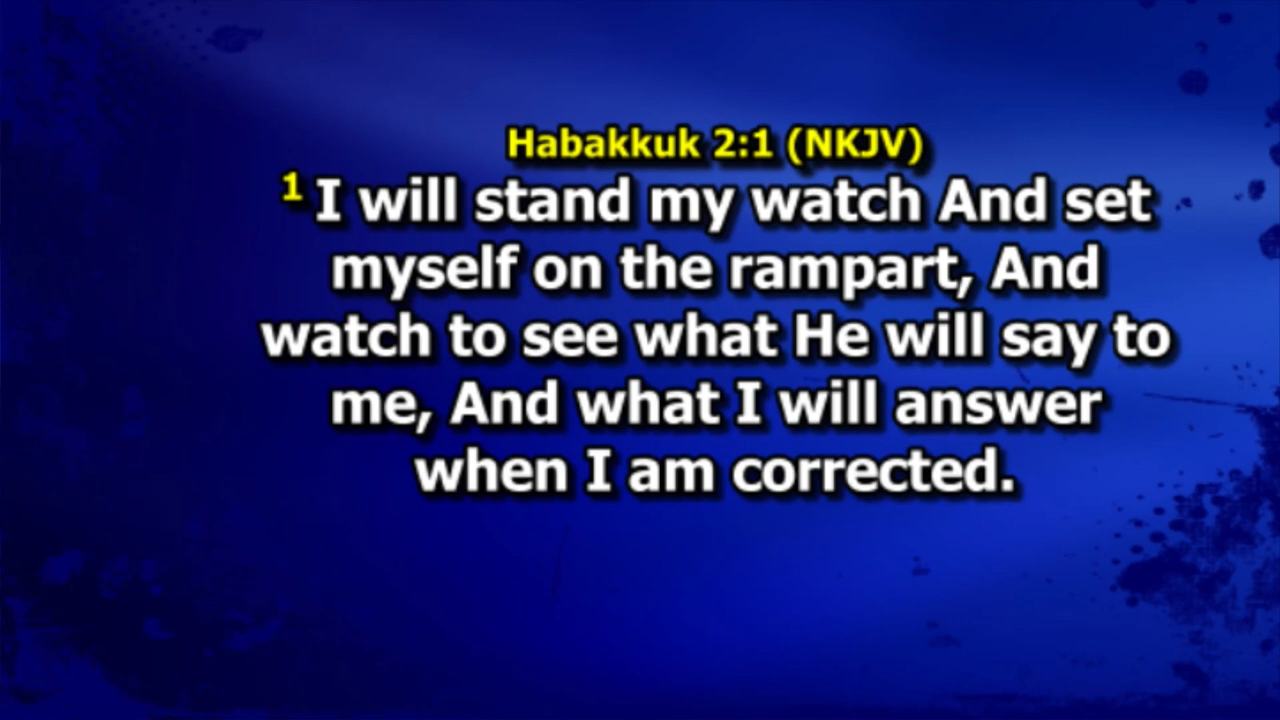 Habakkuk 2:1 (NKJV)
1 I will stand my watch And set
myself on the rampart, And
watch to see what He will say to
me, And what I will answer
when I am corrected.